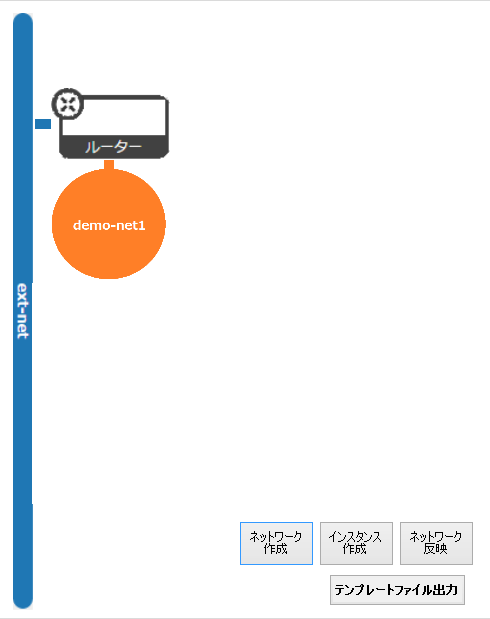 ルーター
demo-net1
ext-net
ネットワーク
作成
インスタンス
作成
ネットワーク
反映
テンプレートファイル出力